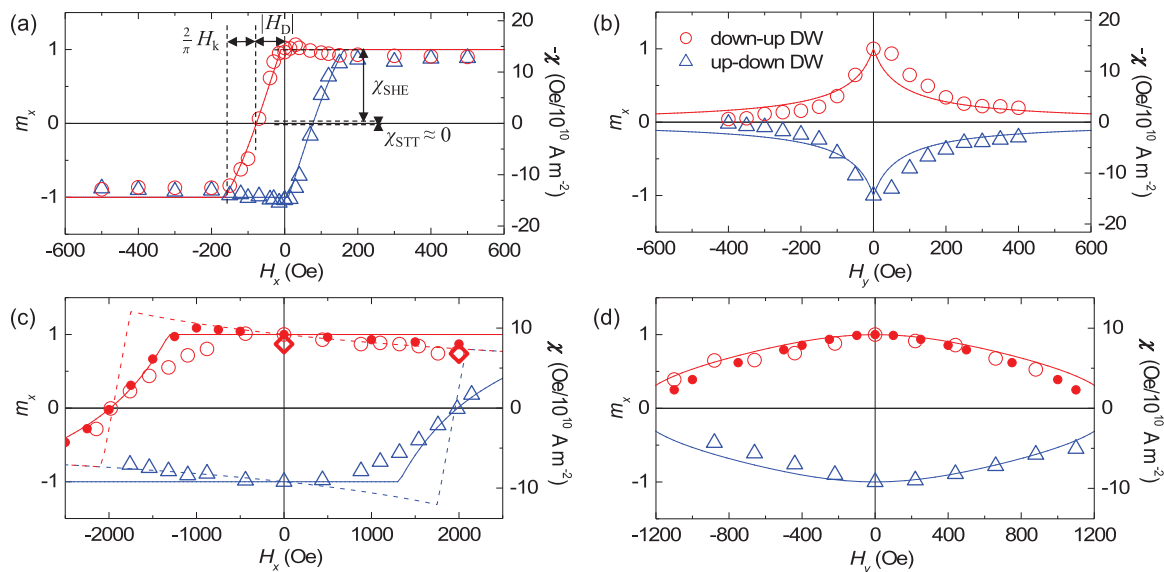 (a)
2/π H_k
|H_D|
χ_SHE
χ_STT ≈ 0
m_x
1
0
-1
20
10
0
-10
-20
-χ (Oe/10^10 A m^-2)
-600 -400 -200 0 200 400 600
H_x (Oe)
(b)
down-up DW
up-down DW
m_x
1
0
-1
20
10
0
-10
-20
-χ (Oe/10^10 A m^-2)
-600 -400 -200 0 200 400 600
H_y (Oe)
(c)
m_x
1
0
-1
10
0
-10
χ (Oe/10^10 A m^-2)
-2000 -1000 0 1000 2000
H_x (Oe)
(d)
m_x
1
0
-1
10
0
-10
χ (Oe/10^10 A m^-2)
-1200 -800 -400 0 400 800 1200
H_y (Oe)